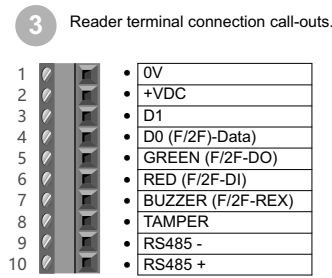 3 Reader terminal connection call-outs.
1 • 0V
2 • +VDC
3 • D1
4 • D0 (F/2F)-Data)
5 • GREEN (F/2F-DO)
6 • RED (F/2F-DI)
7 • BUZZER (F/2F-REX)
8 • TAMPER
9 • RS485 -
10 • RS485 +